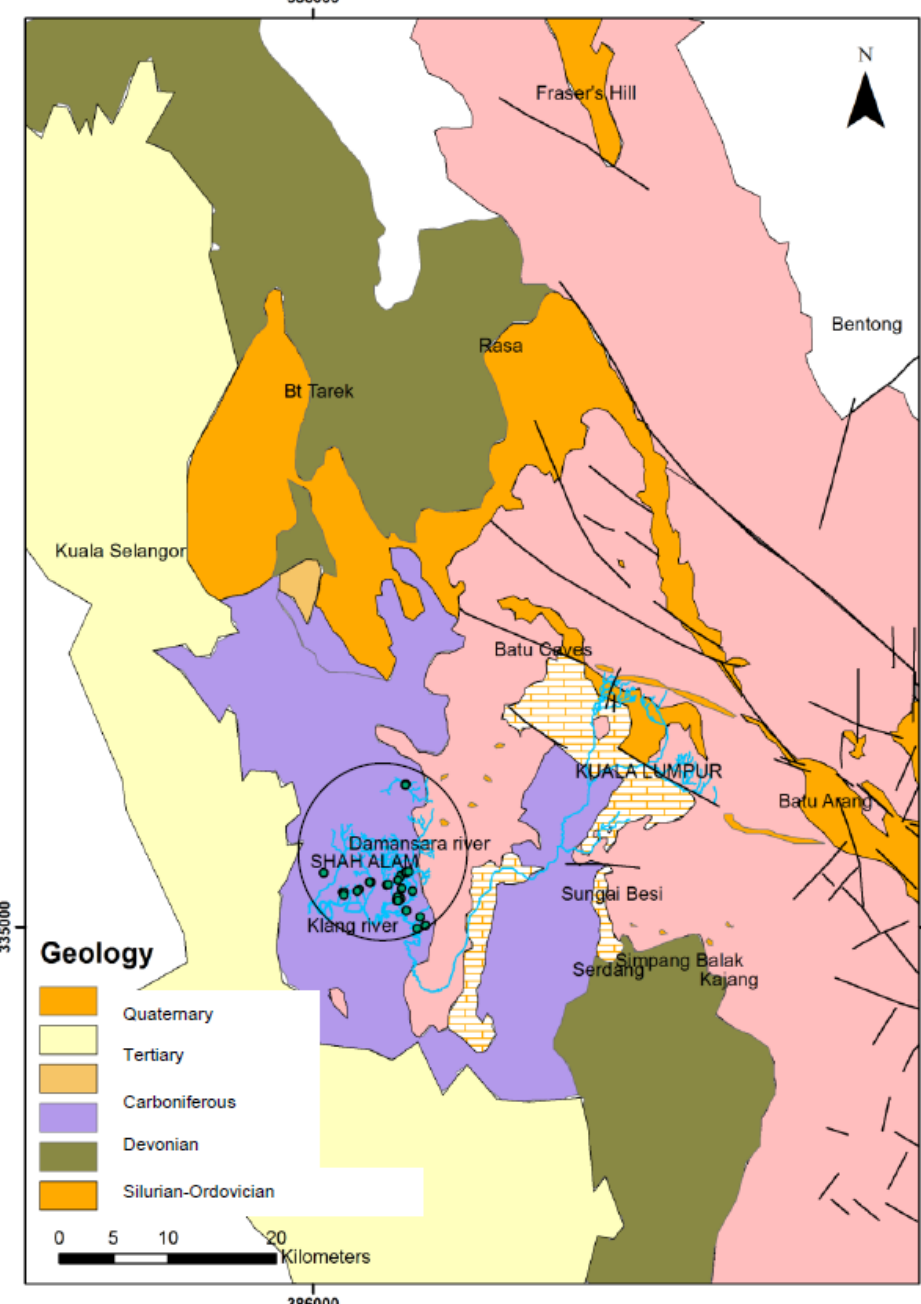 N
Fraser's Hill
Bentong
Rasa
Bt Tarek
Kuala Selangor
Batu Caves
KUALA LUMPUR
Batu Arang
Damansara river
SHAH ALAM
Sungai Besi
Klang river
335000
Simpang Balak
Serdang
Kajang
Geology
Quaternary
Tertiary
Carboniferous
Devonian
Silurian-Ordovician
0 5 10 20
Kilometers
386000